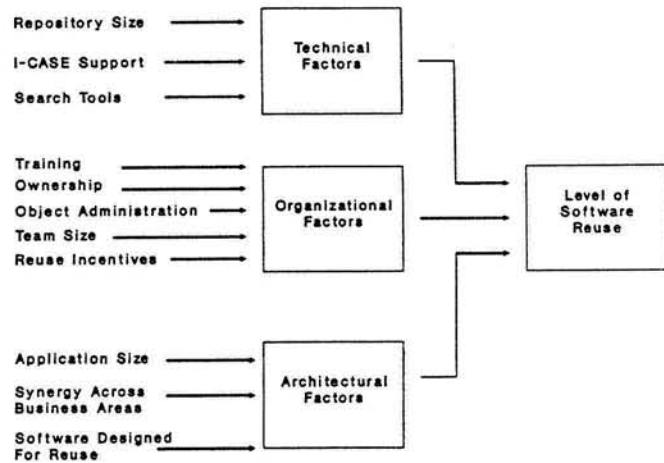 Repository Size
I-CASE Support
Search Tools
Technical
Factors
Training
Ownership
Object Administration
Team Size
Reuse Incentives
Organizational
Factors
Level of
Software
Reuse
Application Size
Synergy Across
Business Areas
Software Designed
For Reuse
Architectural
Factors